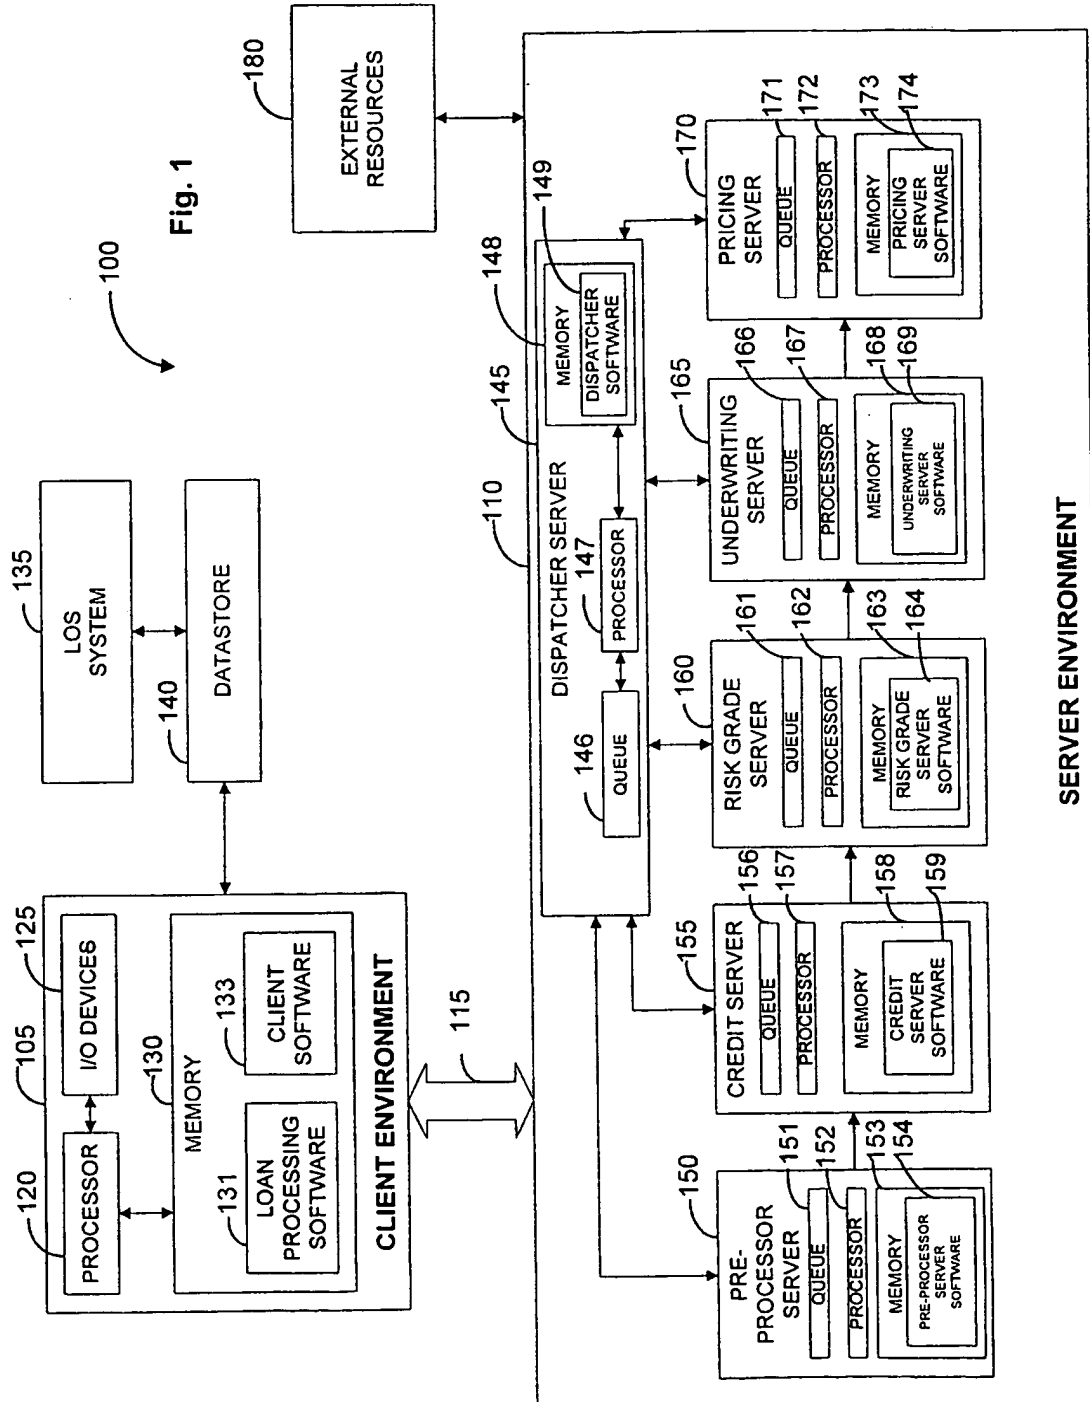 Fig. 1
100
105
120
PROCESSOR
125
I/O DEVICES
130
MEMORY
131
LOAN
PROCESSING
SOFTWARE
133
CLIENT
SOFTWARE
CLIENT ENVIRONMENT
135
LOS
SYSTEM
140
DATASTORE
180
EXTERNAL
RESOURCES
115
110
145
DISPATCHER SERVER
146
QUEUE
147
PROCESSOR
148
MEMORY
149
DISPATCHER
SOFTWARE
150
PRE-
PROCESSOR
SERVER
151
QUEUE
152
PROCESSOR
153
MEMORY
154
PRE-PROCESSOR
SERVER
SOFTWARE
155
CREDIT SERVER
156
QUEUE
157
PROCESSOR
158
MEMORY
159
CREDIT
SERVER
SOFTWARE
160
RISK GRADE
SERVER
161
QUEUE
162
PROCESSOR
163
MEMORY
164
RISK GRADE
SERVER
SOFTWARE
165
UNDERWRITING
SERVER
166
QUEUE
167
PROCESSOR
168
MEMORY
169
UNDERWRITING
SERVER
SOFTWARE
170
PRICING
SERVER
171
QUEUE
172
PROCESSOR
173
MEMORY
174
PRICING
SERVER
SOFTWARE
SERVER ENVIRONMENT